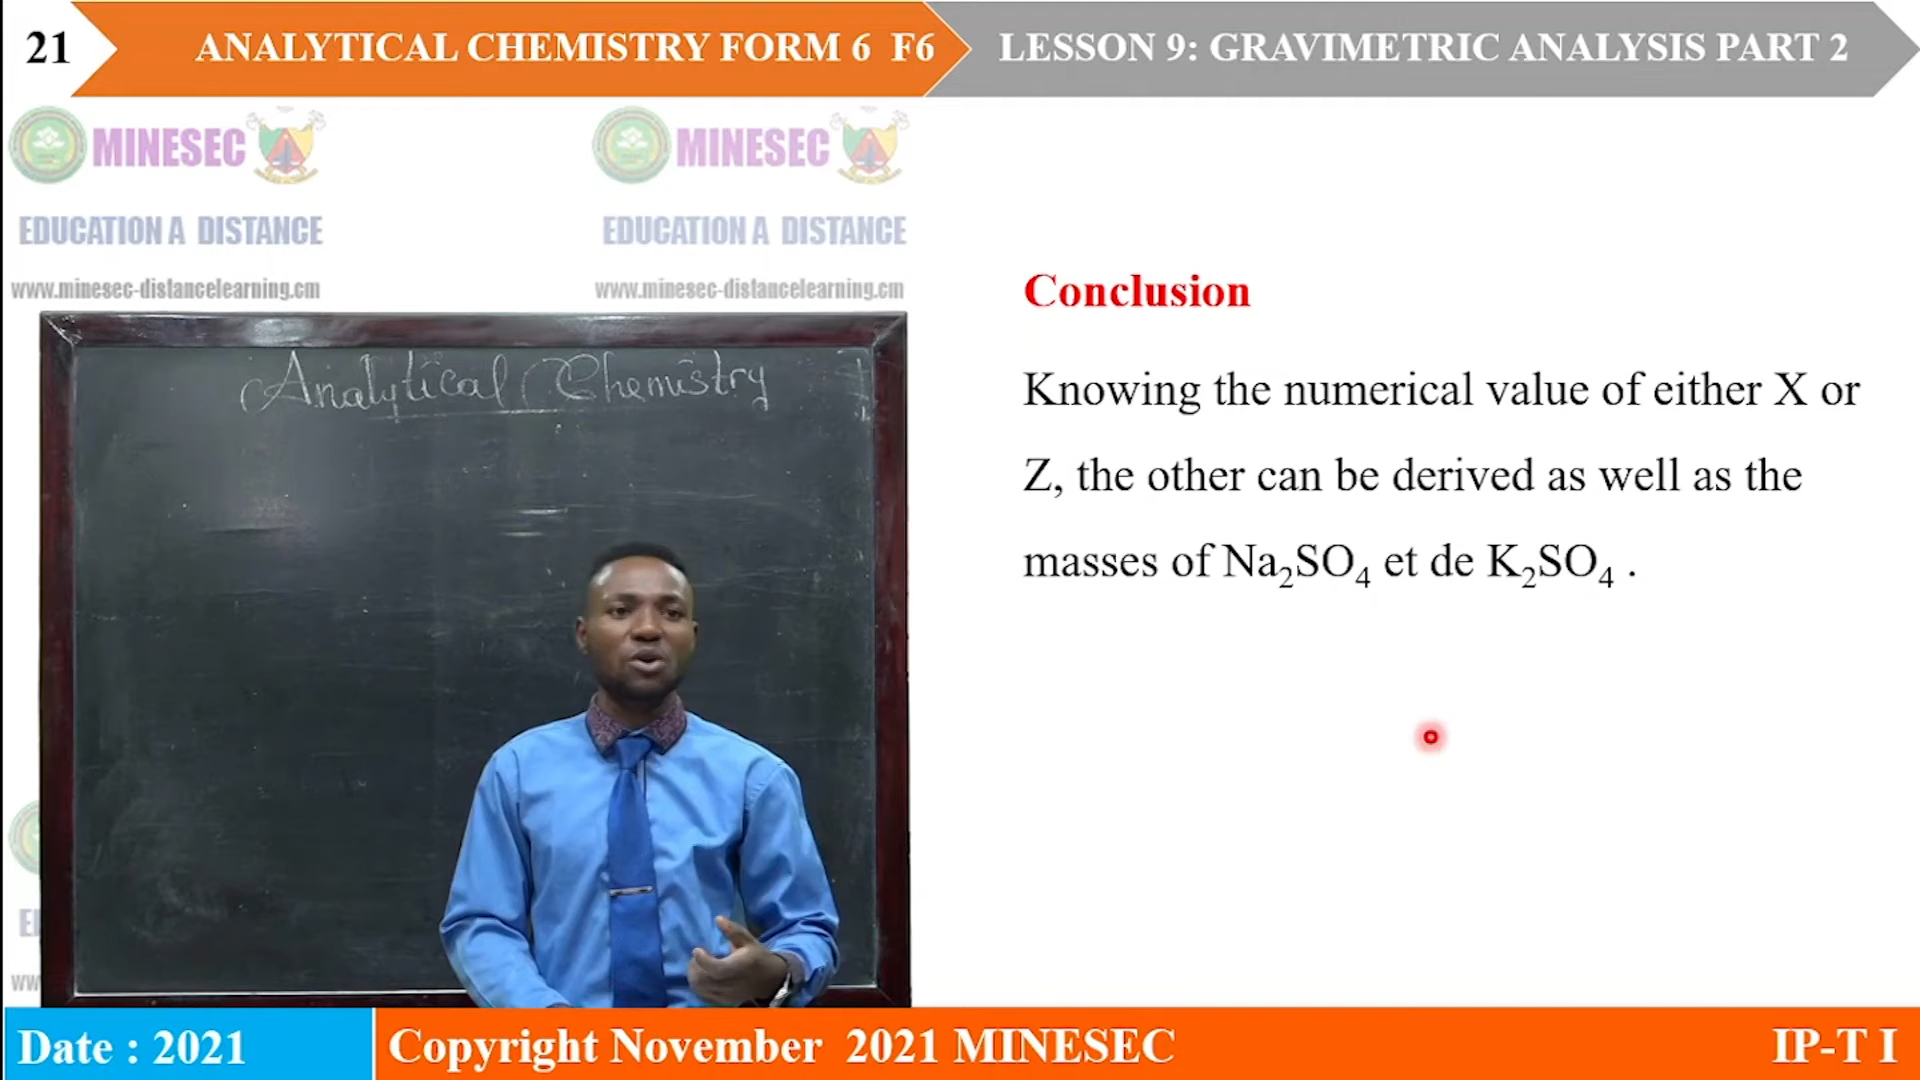 21
ANALYTICAL CHEMISTRY FORM 6 F6
LESSON 9: GRAVIMETRIC ANALYSIS PART 2
MINESEC
MINESEC
EDUCATION A DISTANCE
EDUCATION A DISTANCE
www.minesec-distancelearning.cm
www.minesec-distancelearning.cm
Analytical Chemistry
Conclusion
Knowing the numerical value of either X or
Z, the other can be derived as well as the
masses of Na₂SO₄ et de K₂SO₄ .
Date : 2021
Copyright November 2021 MINESEC
IP-T I